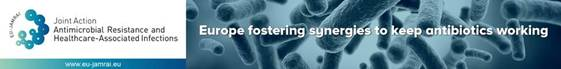 EU-JAMRAI
Joint Action
Antimicrobial Resistance and
Healthcare-Associated Infections
www.eu-jamrai.eu
Europe fostering synergies to keep antibiotics working